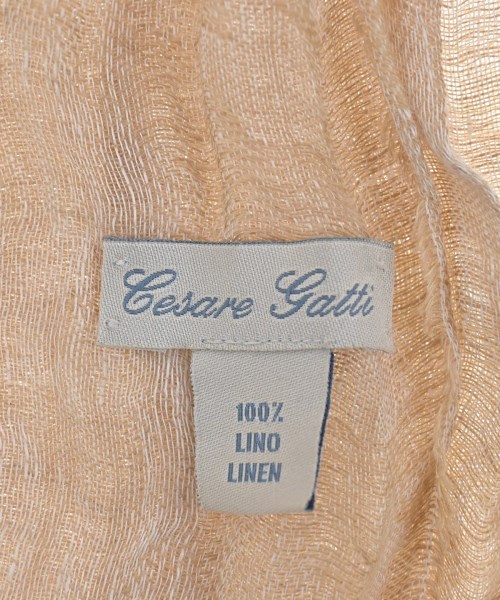 Cesare Gatti
100%
LINO
LINEN